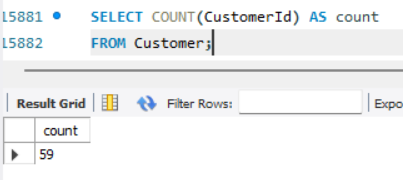 15881 SELECT COUNT(CustomerId) AS count
15882 FROM Customer;
Result Grid Filter Rows: Expo
count
59